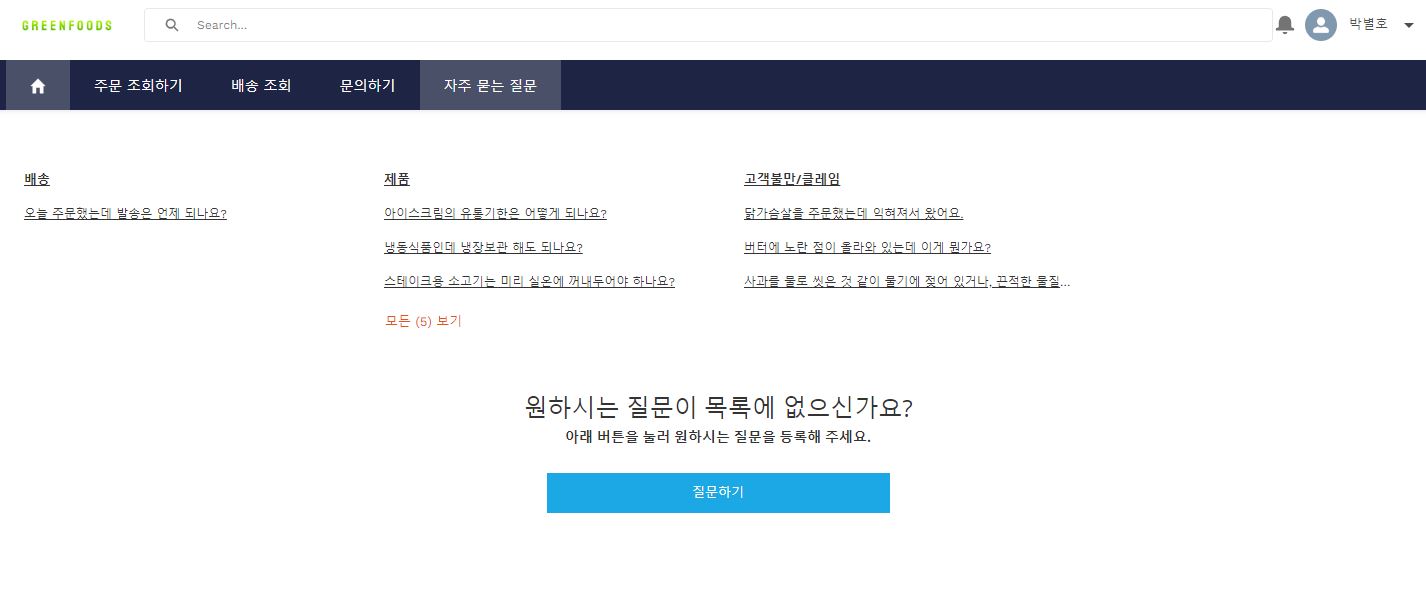 GREENFOODS
Search...
박별호
주문 조회하기
배송 조회
문의하기
자주 묻는 질문
배송
오늘 주문했는데 발송은 언제 되나요?
제품
아이스크림의 유통기한은 어떻게 되나요?
냉동식품인데 냉장보관 해도 되나요?
스테이크용 소고기는 미리 실온에 꺼내두어야 하나요?
모든 (5) 보기
고객불만/클레임
닭가슴살을 주문했는데 익혀져서 왔어요.
버터에 노란 점이 올라와 있는데 이게 뭔가요?
사과를 물로 씻은 것 같이 물기에 젖어 있거나, 끈적한 물질...
원하시는 질문이 목록에 없으신가요?
아래 버튼을 눌러 원하시는 질문을 등록해 주세요.
질문하기